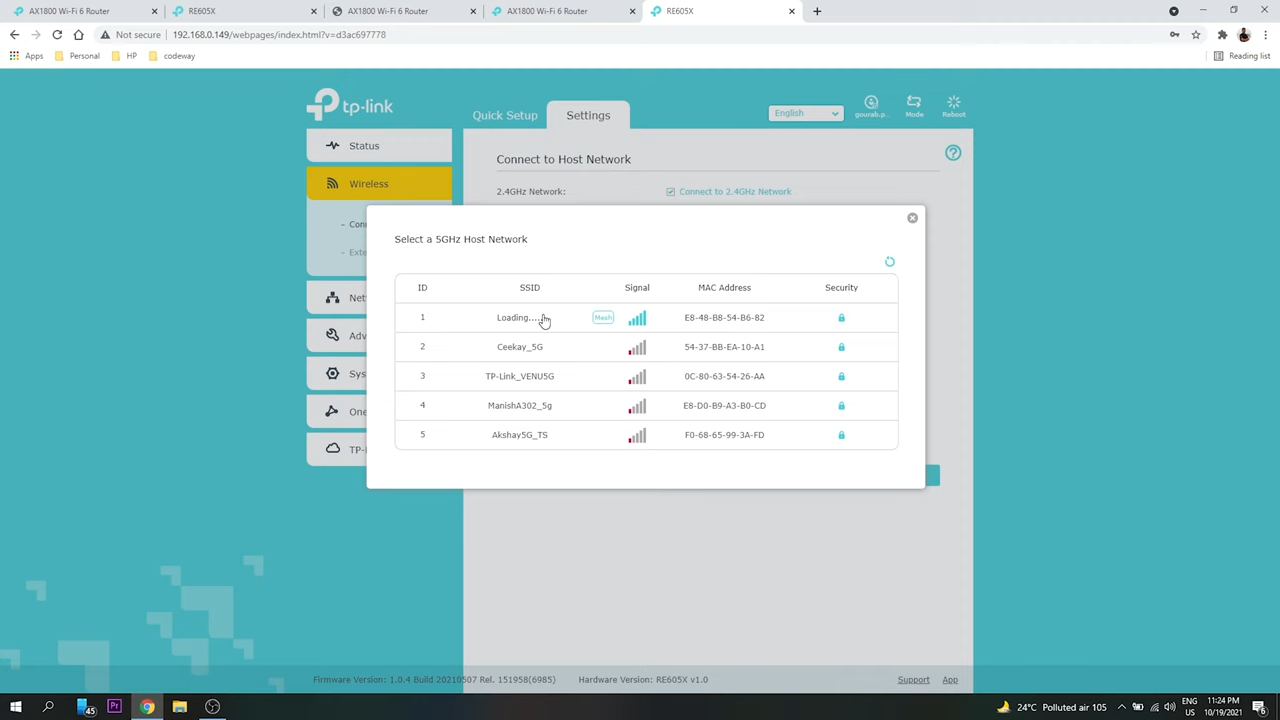 AX1800 Wi-Fi 6 Router
RE605X
AX1800 Wi-Fi 6 Router
AX1800 Wi-Fi 6 Router
RE605X
Not secure
192.168.0.149/webpages/index.html?v=d3ac697778
Apps
Personal
HP
codeway
Reading list
tp-link
Quick Setup
Settings
English
gourab.p...
Mode
Reboot
Status
Connect to Host Network
2.4GHz Network:
Connect to 2.4GHz Network
Wireless
- Con
- Exte
Net
Adv
Sys
One
TP-
Select a 5GHz Host Network
ID SSID Signal MAC Address Security
1 Loading..... Mesh E8-48-B8-54-B6-82
2 Ceekay_5G 54-37-BB-EA-10-A1
3 TP-Link_VENU5G 0C-80-63-54-26-AA
4 ManishA302_5g E8-D0-B9-A3-B0-CD
5 Akshay5G_TS F0-68-65-99-3A-FD
Firmware Version: 1.0.4 Build 20210507 Rel. 151958(6985)
Hardware Version: RE605X v1.0
Support
App
45
Pr
24°C Polluted air 105
ENG
US
11:24 PM
10/19/2021
6